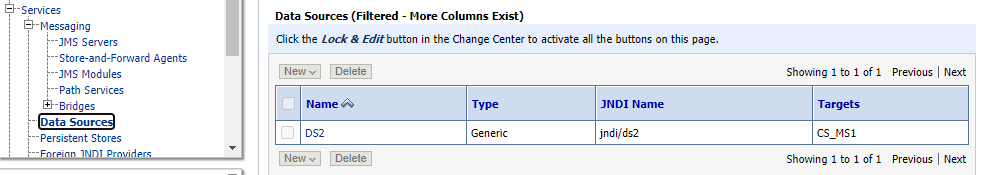 Services
Messaging
JMS Servers
Store-and-Forward Agents
JMS Modules
Path Services
Bridges
Data Sources
Persistent Stores
Foreign JNDI Providers
Data Sources (Filtered - More Columns Exist)
Click the Lock & Edit button in the Change Center to activate all the buttons on this page.
New Delete Showing 1 to 1 of 1 Previous | Next
Name Type JNDI Name Targets
DS2 Generic jndi/ds2 CS_MS1
New Delete Showing 1 to 1 of 1 Previous | Next